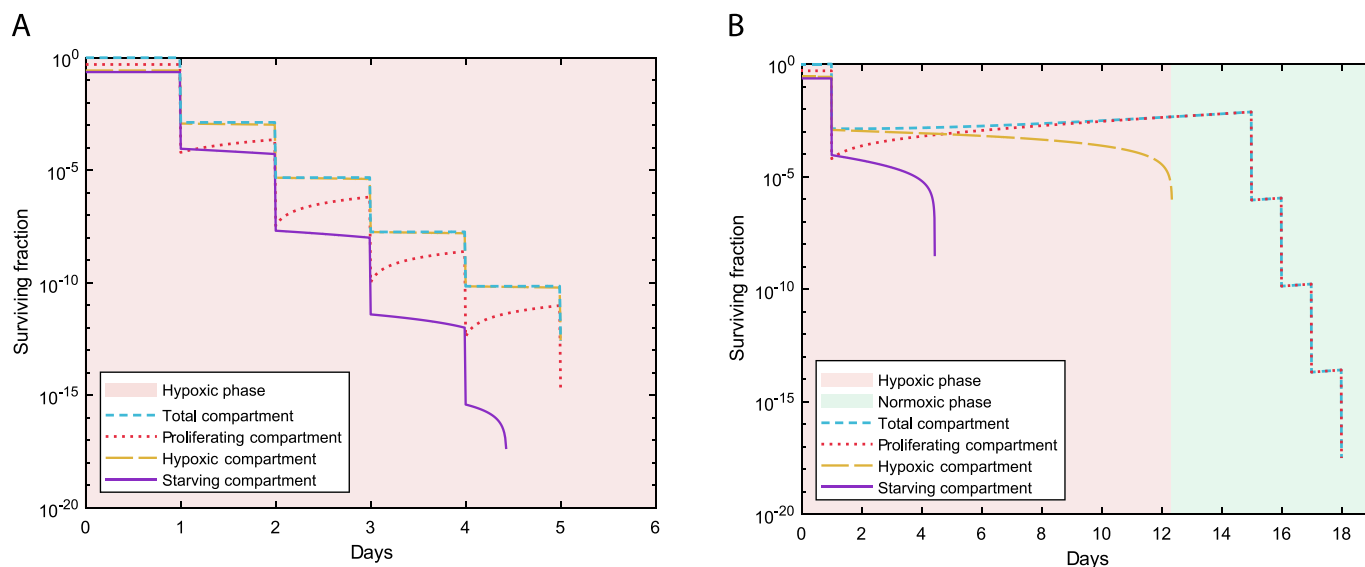 A
Surviving fraction
10^0
10^-5
10^-10
10^-15
10^-20
0 1 2 3 4 5 6
Days
Hypoxic phase
Total compartment
Proliferating compartment
Hypoxic compartment
Starving compartment
B
Surviving fraction
10^0
10^-5
10^-10
10^-15
10^-20
0 2 4 6 8 10 12 14 16 18
Days
Hypoxic phase
Normoxic phase
Total compartment
Proliferating compartment
Hypoxic compartment
Starving compartment